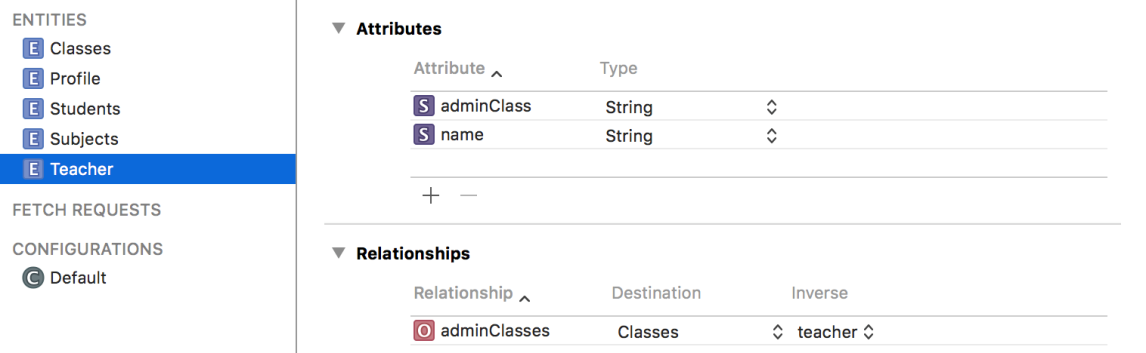 ENTITIES
E Classes
E Profile
E Students
E Subjects
E Teacher
FETCH REQUESTS
CONFIGURATIONS
C Default
Attributes
Attribute Type
S adminClass String
S name String
Relationships
Relationship Destination Inverse
O adminClasses Classes teacher